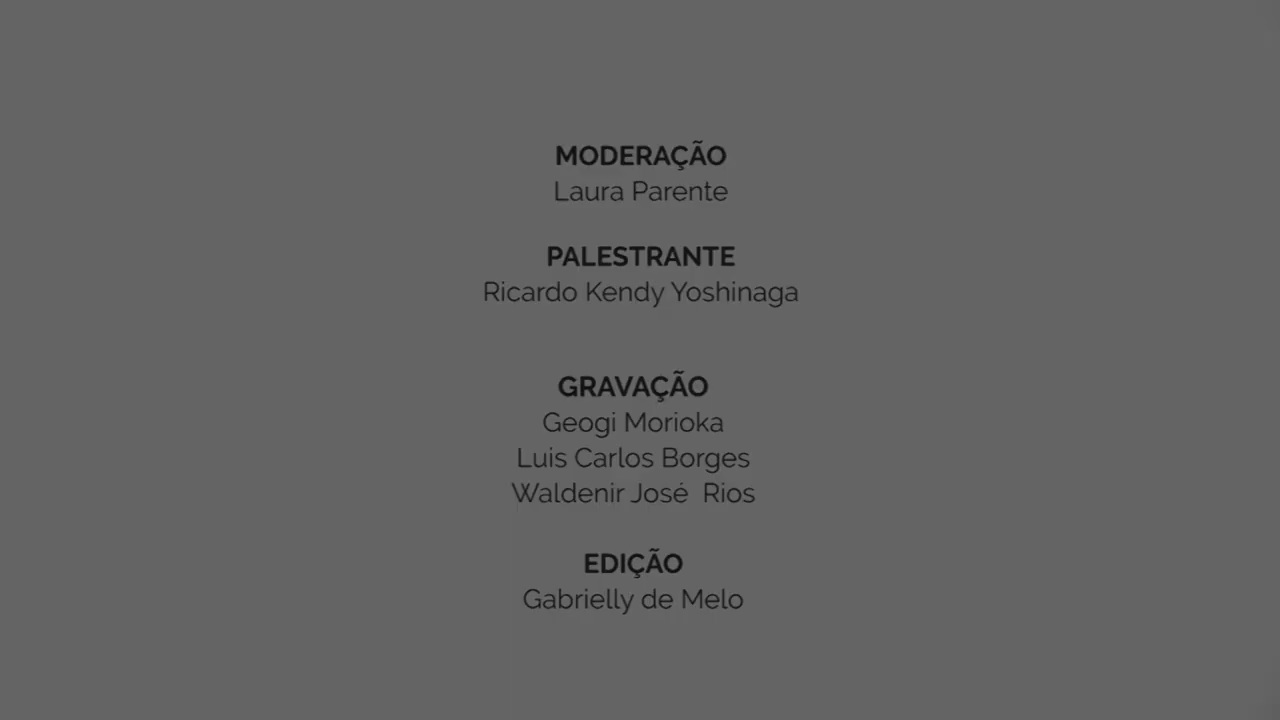 MODERAÇÃO
Laura Parente
PALESTRANTE
Ricardo Kendy Yoshinaga
GRAVAÇÃO
Geogi Morioka
Luis Carlos Borges
Waldenir José  Rios
EDIÇÃO
Gabrielly de Melo